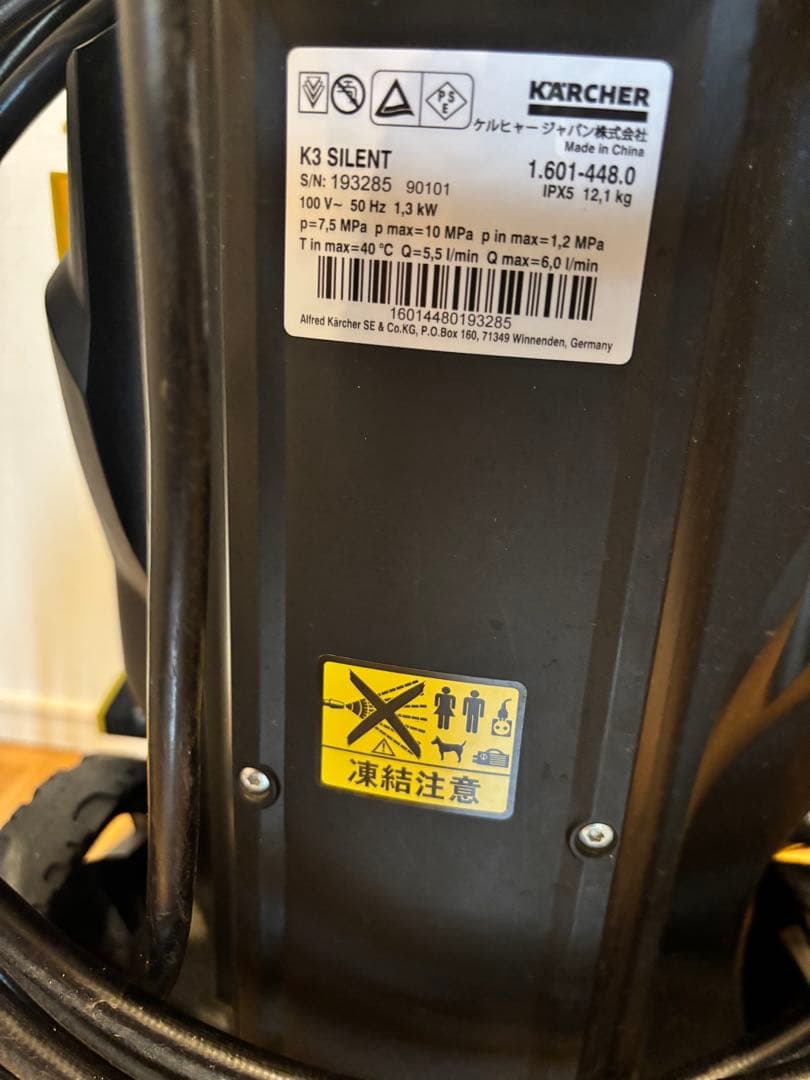 PS
E
KÄRCHER
ケルヒャー ジャパン株式会社
Made in China
K3 SILENT
1.601-448.0
S/N: 193285 90101
IPX5 12,1 kg
100 V~ 50 Hz 1,3 kW
p=7,5 MPa p max=10 MPa p in max=1,2 MPa
T in max=40 °C Q=5,5 l/min Q max=6,0 l/min
16014480193285
Alfred Kärcher SE & Co.KG, P.O.Box 160, 71349 Winnenden, Germany
凍結注意